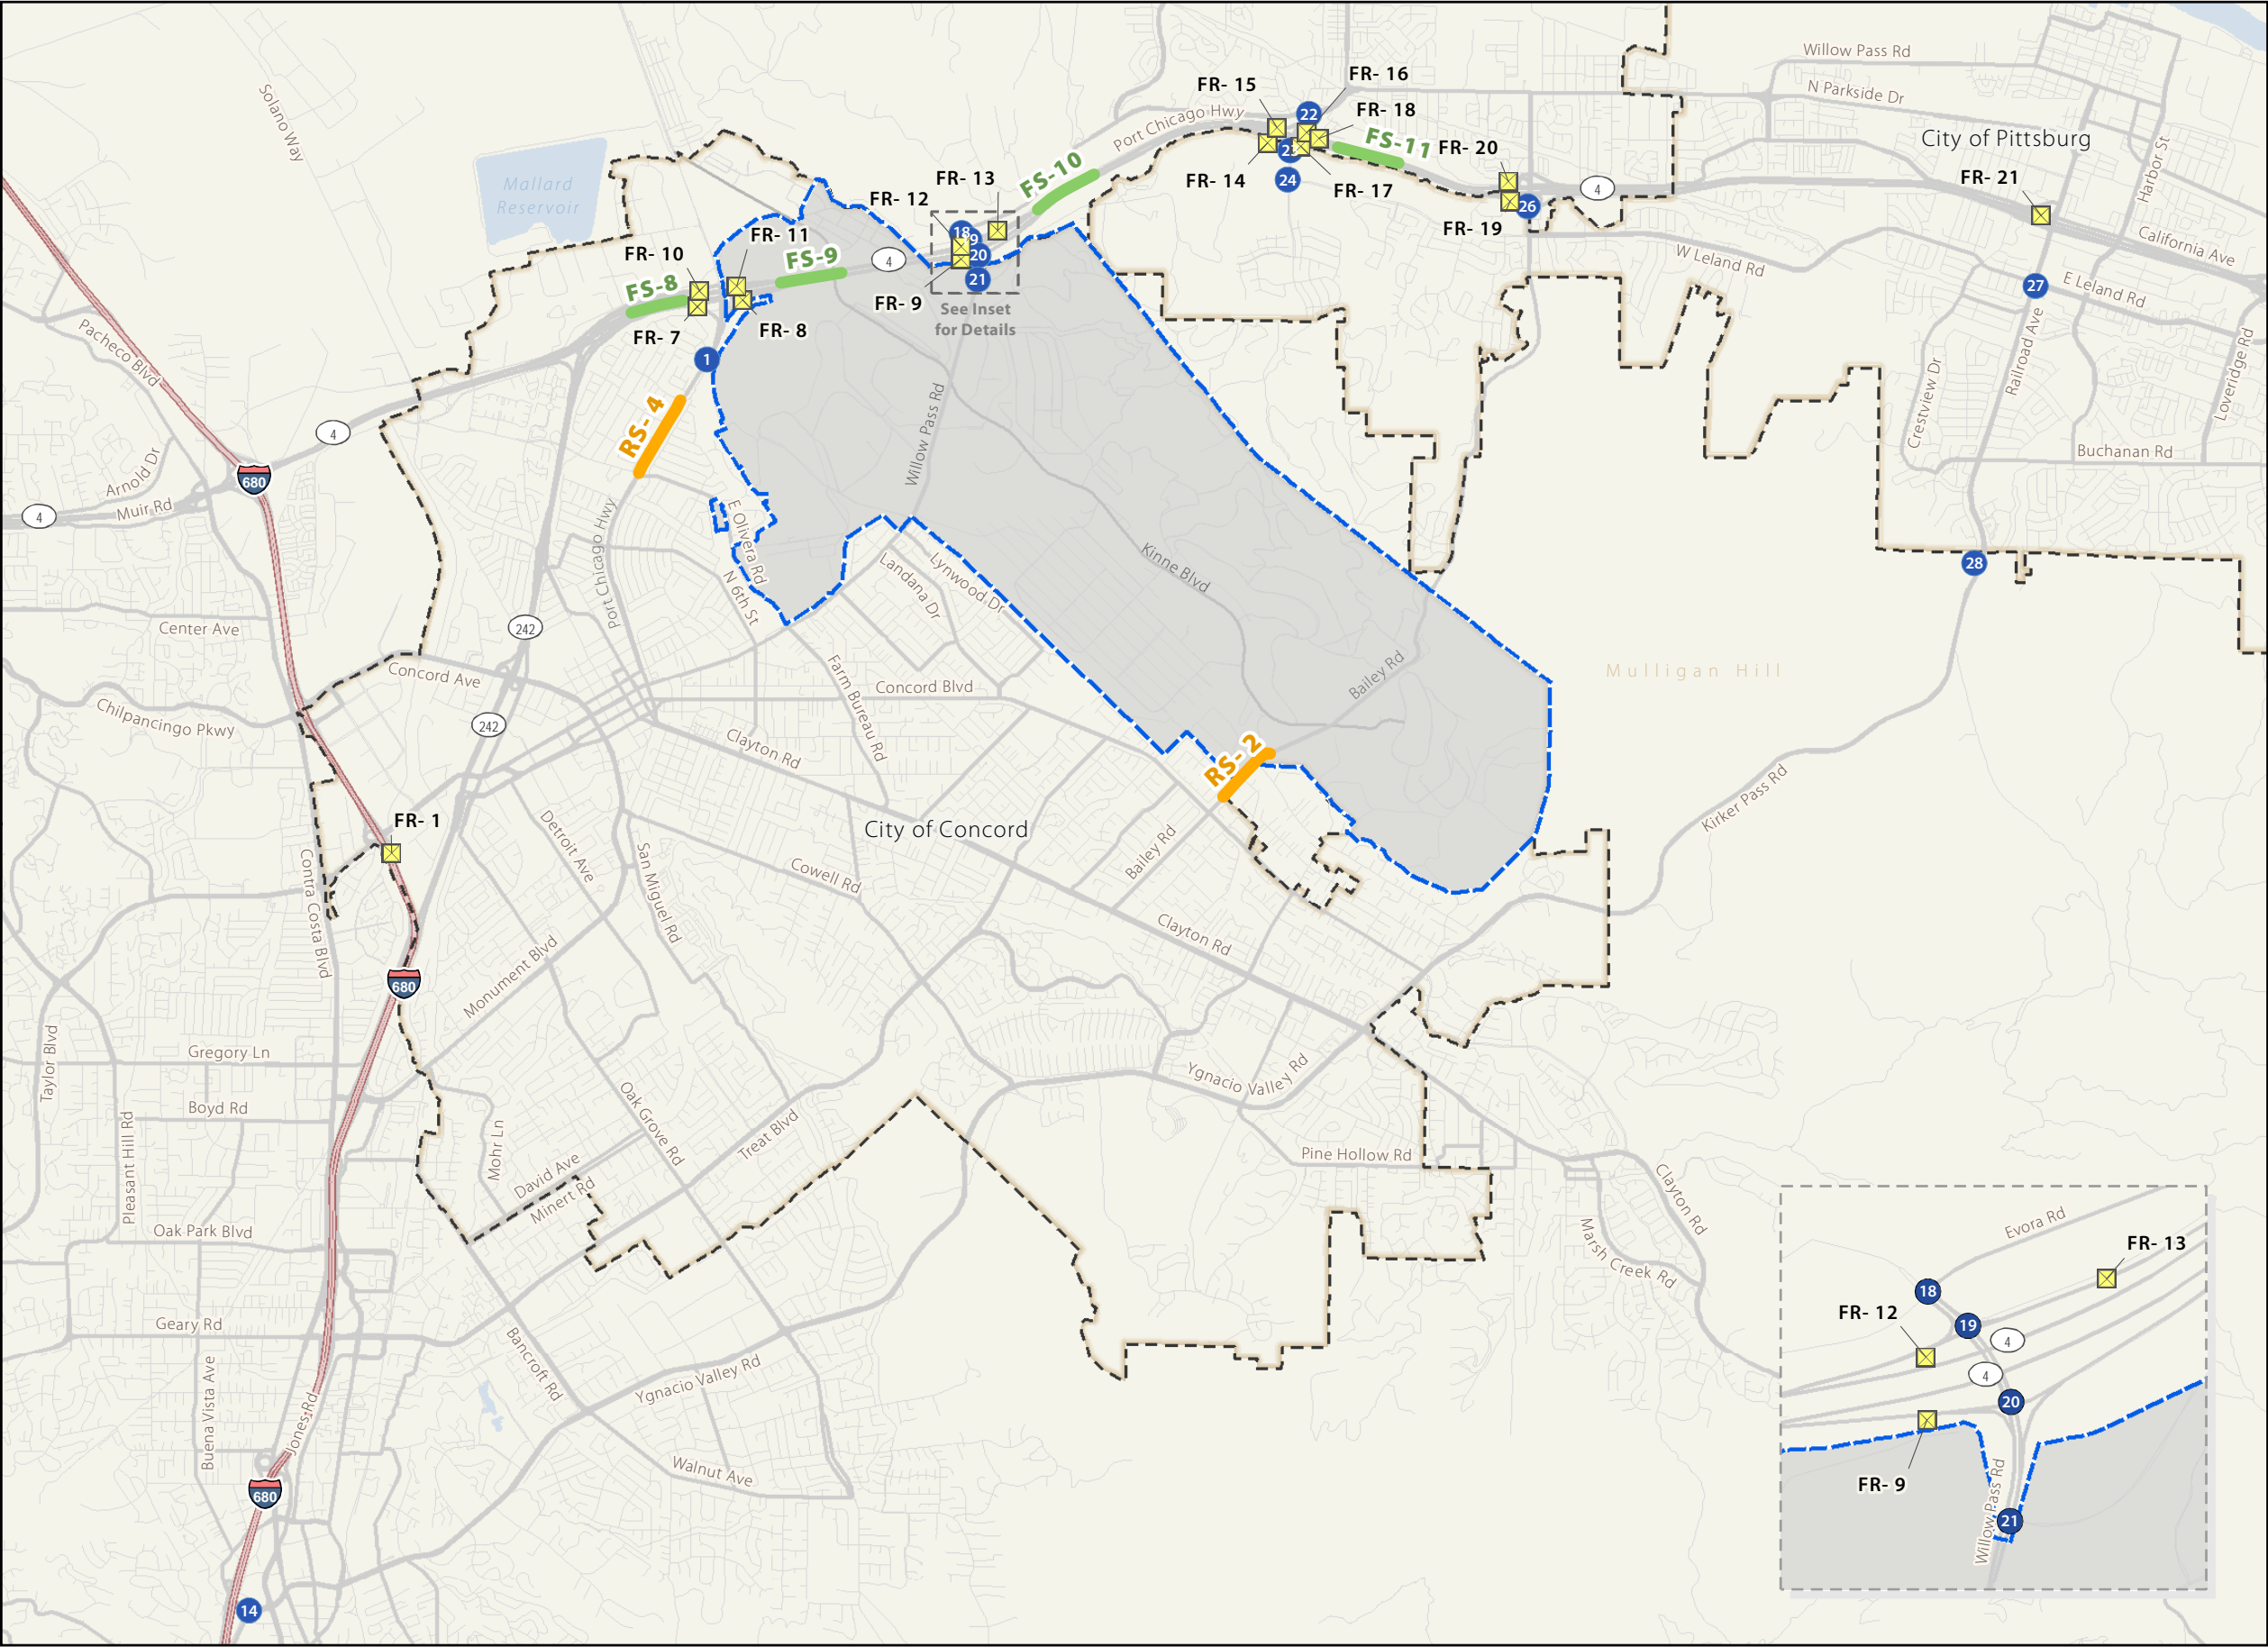 Willow Pass Rd
N Parkside Dr
City of Pittsburg
Harbor St
Solano Way
Mallard
Reservoir
FR- 15
FR- 16
22
FR- 18
Port Chicago Hwy
FS-11
FR- 20
FR- 14
23
24
FR- 17
4
26
FR- 19
FR- 21
California Ave
W Leland Rd
27
E Leland Rd
FR- 13
FS-10
FR- 12
18
9
20
21
FR- 9
See Inset
for Details
4
FR- 11
FS-9
FR- 10
FS-8
FR- 7
FR- 8
1
RS- 4
Pacheco Blvd
4
680
Arnold Dr
Muir Rd
4
Railroad Ave
Crestview Dr
Loveridge Rd
Buchanan Rd
28
Willow Pass Rd
Port Chicago Hwy
E Olivera Rd
N 6th St
Landana Dr
Lynwood Dr
Kinne Blvd
Bailey Rd
Mulligan Hill
Kirker Pass Rd
Center Ave
242
Concord Ave
242
Chilpancingo Pkwy
Farm Bureau Rd
Concord Blvd
Clayton Rd
RS- 2
FR- 1
City of Concord
Detroit Ave
San Miguel Rd
Cowell Rd
Bailey Rd
Clayton Rd
Contra Costa Blvd
680
Monument Blvd
Taylor Blvd
Gregory Ln
Boyd Rd
Pleasant Hill Rd
Oak Park Blvd
Mohr Ln
David Ave
Minert Rd
Oak Grove Rd
Treat Blvd
Ygnacio Valley Rd
Pine Hollow Rd
Clayton Rd
Marsh Creek Rd
Geary Rd
Buena Vista Ave
Jones Rd
Bancroft Rd
Ygnacio Valley Rd
Walnut Ave
680
14
Evora Rd
FR- 13
18
FR- 12
19
4
4
20
FR- 9
Willow Pass Rd
21